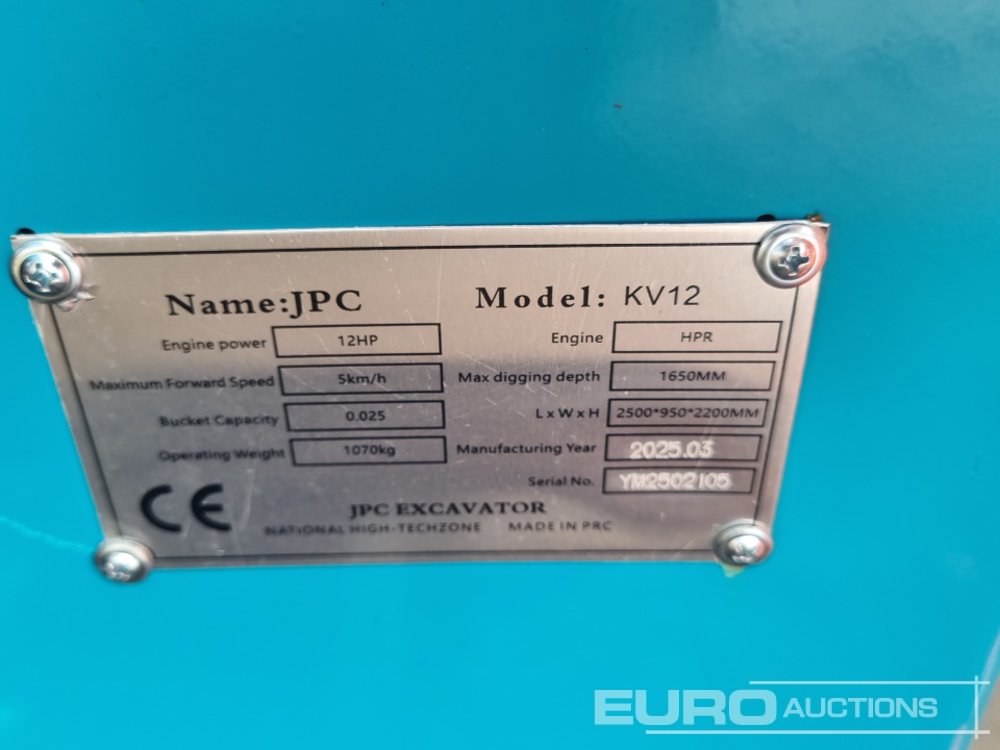 Name:JPC Model: KV12
Engine power 12HP Engine HPR
Maximum Forward Speed 5km/h Max digging depth 1650MM
Bucket Capacity 0.025 LxWxH 2500*950*2200MM
Operating Weight 1070kg Manufacturing Year 2025.03
Serial No. YM2502105
CE JPC EXCAVATOR
NATIONAL HIGH-TECHZONE MADE IN PRC
EURO AUCTIONS